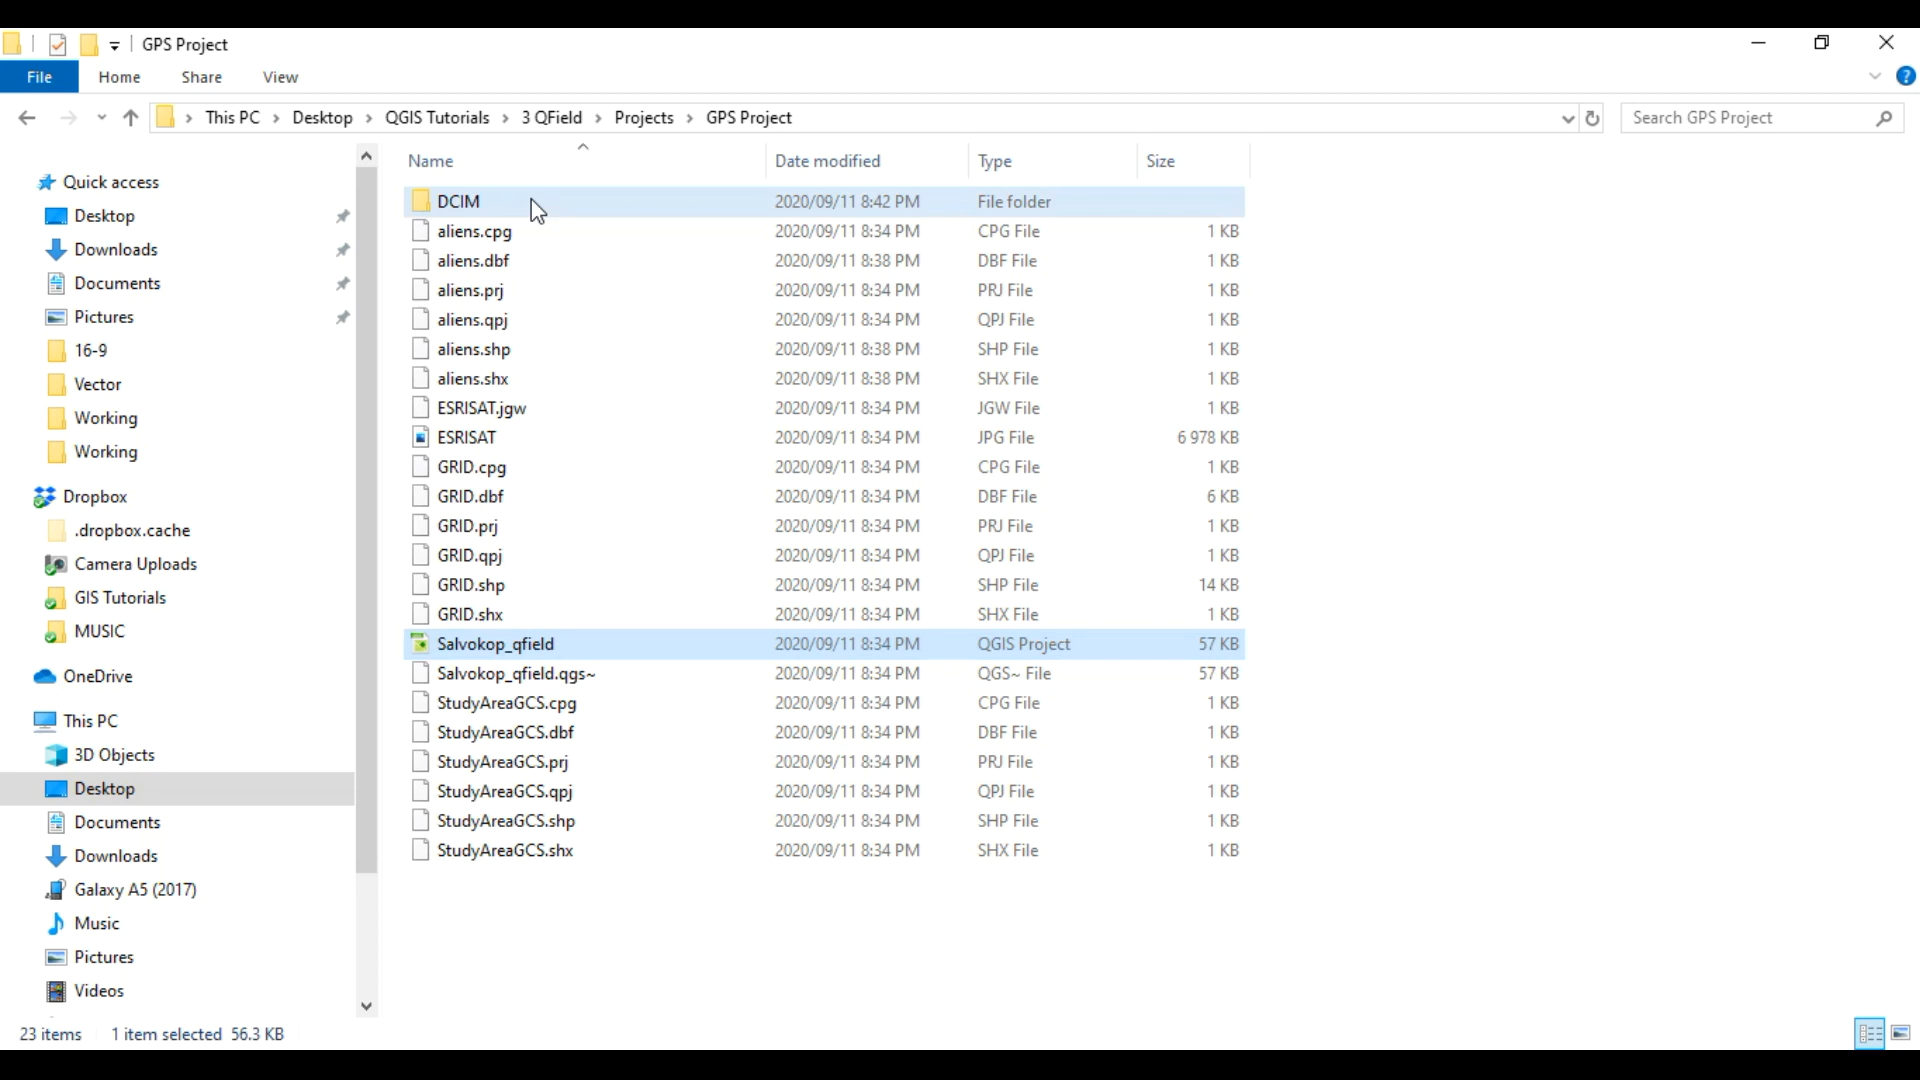 GPS Project
File Home Share View
This PC Desktop QGIS Tutorials 3 QField Projects GPS Project Search GPS Project
Name Date modified Type Size
Quick access
Desktop
Downloads
Documents
Pictures
16-9
Vector
Working
Working
Dropbox
.dropbox.cache
Camera Uploads
GIS Tutorials
MUSIC
OneDrive
This PC
3D Objects
Desktop
Documents
Downloads
Galaxy A5 (2017)
Music
Pictures
Videos
DCIM 2020/09/11 8:42 PM File folder
aliens.cpg 2020/09/11 8:34 PM CPG File 1 KB
aliens.dbf 2020/09/11 8:38 PM DBF File 1 KB
aliens.prj 2020/09/11 8:34 PM PRJ File 1 KB
aliens.qpj 2020/09/11 8:34 PM QPJ File 1 KB
aliens.shp 2020/09/11 8:38 PM SHP File 1 KB
aliens.shx 2020/09/11 8:38 PM SHX File 1 KB
ESRISAT.jgw 2020/09/11 8:34 PM JGW File 1 KB
ESRISAT 2020/09/11 8:34 PM JPG File 6 978 KB
GRID.cpg 2020/09/11 8:34 PM CPG File 1 KB
GRID.dbf 2020/09/11 8:34 PM DBF File 6 KB
GRID.prj 2020/09/11 8:34 PM PRJ File 1 KB
GRID.qpj 2020/09/11 8:34 PM QPJ File 1 KB
GRID.shp 2020/09/11 8:34 PM SHP File 14 KB
GRID.shx 2020/09/11 8:34 PM SHX File 1 KB
Salvokop_qfield 2020/09/11 8:34 PM QGIS Project 57 KB
Salvokop_qfield.qgs~ 2020/09/11 8:34 PM QGS~ File 57 KB
StudyAreaGCS.cpg 2020/09/11 8:34 PM CPG File 1 KB
StudyAreaGCS.dbf 2020/09/11 8:34 PM DBF File 1 KB
StudyAreaGCS.prj 2020/09/11 8:34 PM PRJ File 1 KB
StudyAreaGCS.qpj 2020/09/11 8:34 PM QPJ File 1 KB
StudyAreaGCS.shp 2020/09/11 8:34 PM SHP File 1 KB
StudyAreaGCS.shx 2020/09/11 8:34 PM SHX File 1 KB
23 items 1 item selected 56.3 KB